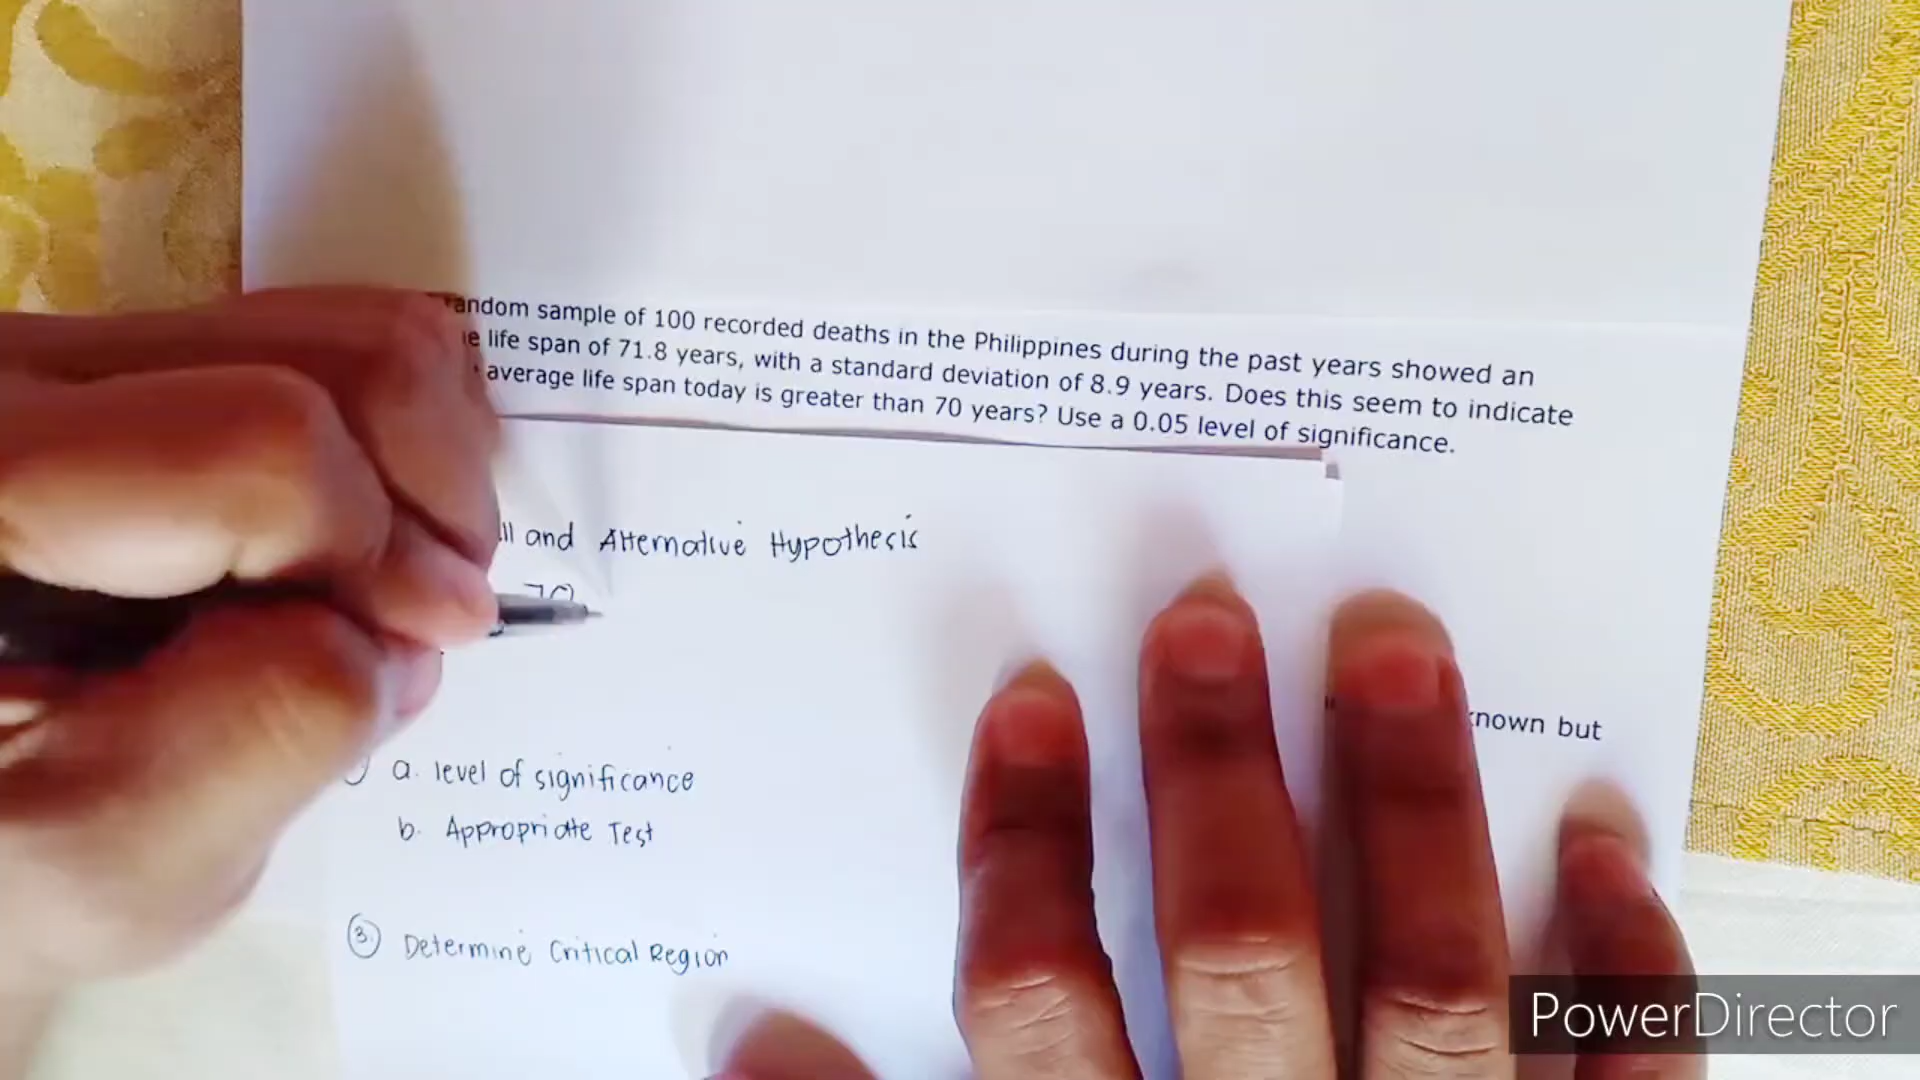 random sample of 100 recorded deaths in the Philippines during the past years showed an
life span of 71.8 years, with a standard deviation of 8.9 years. Does this seem to indicate
average life span today is greater than 70 years? Use a 0.05 level of significance.
and Alternative Hypothesis
70
known but
a. level of significance
b. Appropriate Test
3. Determine Critical Region
PowerDirector